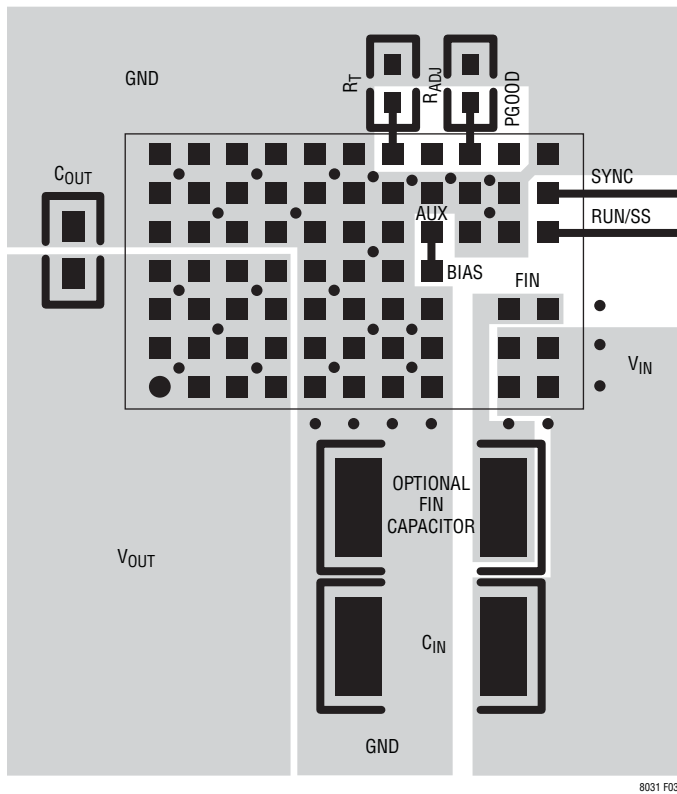 GND
RT
RADJ
PGOOD
COUT
SYNC
AUX
RUN/SS
BIAS
FIN
VIN
OPTIONAL
FIN
CAPACITOR
VOUT
CIN
GND
8031 F03